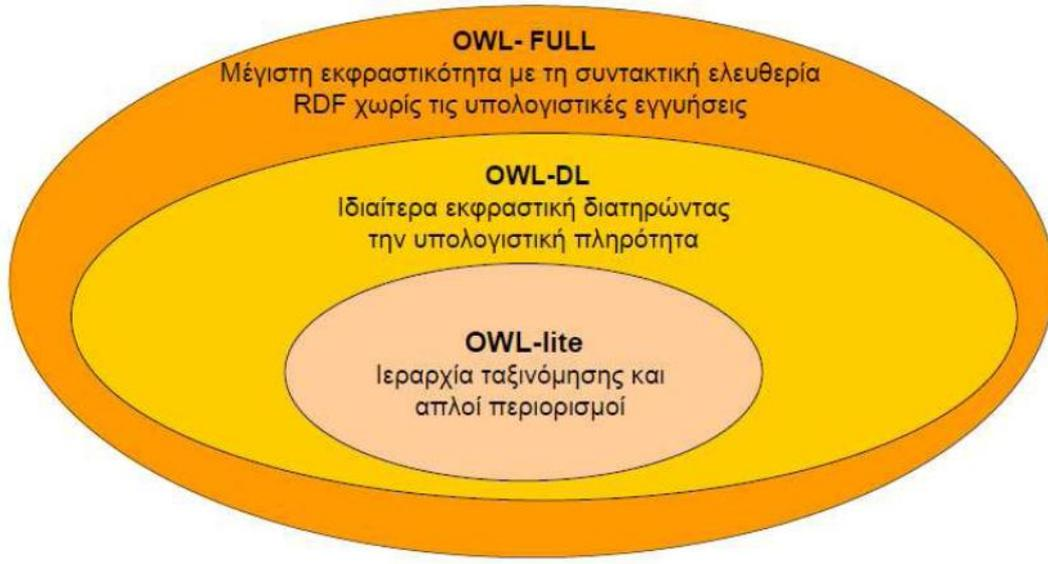 OWL- FULL
Μέγιστη εκφραστικότητα με τη συντακτική ελευθερία
RDF χωρίς τις υπολογιστικές εγγυήσεις
OWL-DL
Ιδιαίτερα εκφραστική διατηρώντας
την υπολογιστική πληρότητα
OWL-lite
Ιεραρχία ταξινόμησης και
απλοί περιορισμοί